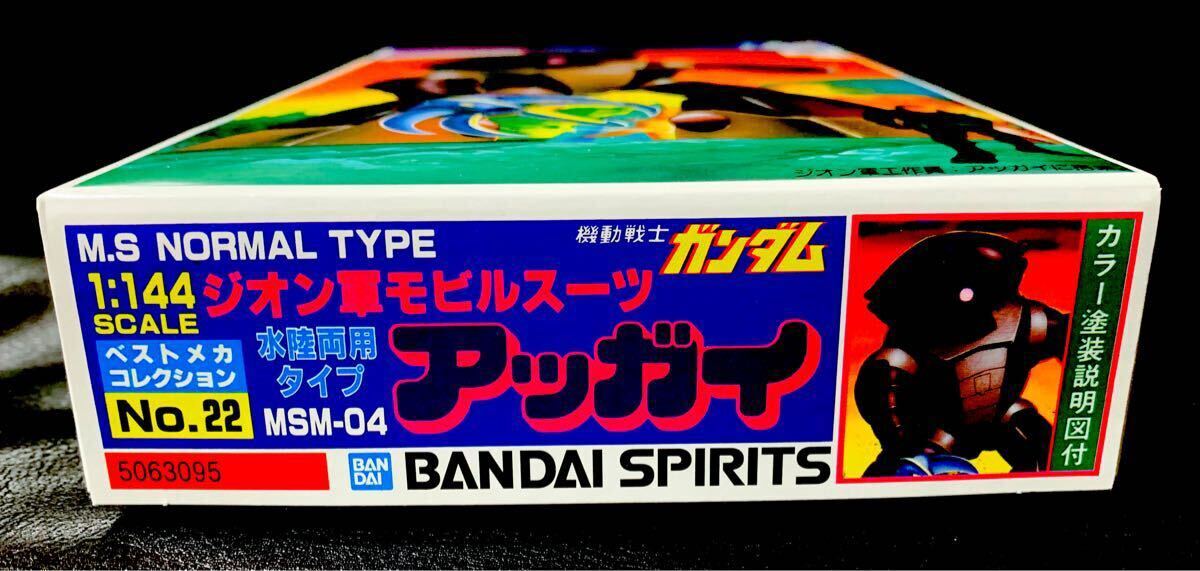 ジオン軍工作員・アッガイに搭乗
M.S NORMAL TYPE
機動戦士
ガンダム
1:144
SCALE
ジオン軍モビルスーツ
ベストメカ
コレクション
No.22
水陸両用
タイプ
MSM-04
アッガイ
5063095
BAN
DAI
BANDAI SPIRITS
カラー塗装説明図付